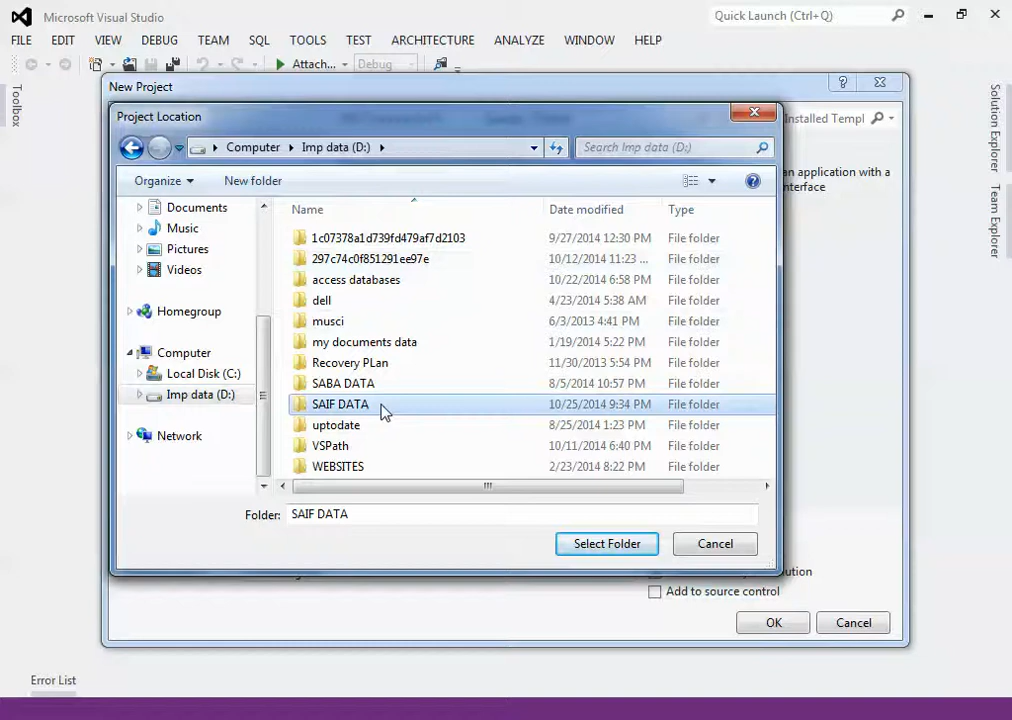 Microsoft Visual Studio
Quick Launch (Ctrl+Q)
FILE EDIT VIEW DEBUG TEAM SQL TOOLS TEST ARCHITECTURE ANALYZE WINDOW HELP
Attach... Debug
Toolbox
Solution Explorer
Team Explorer
New Project
Installed Templ
Project Location
an application with a
interface
Computer Imp data (D:)
Search Imp data (D:)
Organize New folder
Name Date modified Type
Documents
Music
Pictures
Videos
Homegroup
Computer
Local Disk (C:)
Imp data (D:)
Network
1c07378a1d739fd479af7d2103 9/27/2014 12:30 PM File folder
297c74c0f851291ee97e 10/12/2014 11:23 ... File folder
access databases 10/22/2014 6:58 PM File folder
dell 4/23/2014 5:38 AM File folder
musci 6/3/2013 4:41 PM File folder
my documents data 1/19/2014 5:22 PM File folder
Recovery PLan 11/30/2013 5:54 PM File folder
SABA DATA 8/5/2014 10:57 PM File folder
SAIF DATA 10/25/2014 9:34 PM File folder
uptodate 8/25/2014 1:23 PM File folder
VSPath 10/11/2014 6:40 PM File folder
WEBSITES 2/23/2014 8:22 PM File folder
Folder: SAIF DATA
Select Folder Cancel
Add to source control
OK Cancel
Error List